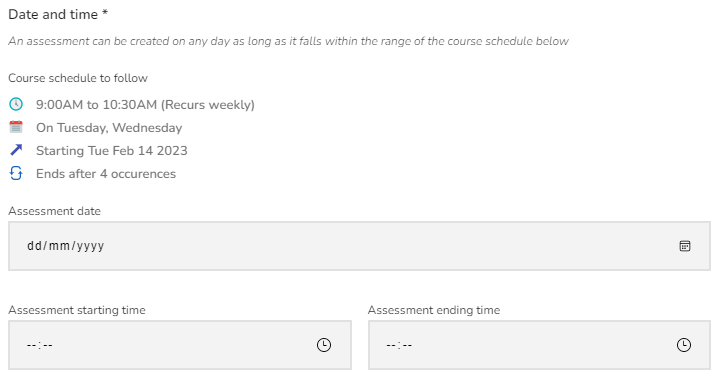 Date and time *
An assessment can be created on any day as long as it falls within the range of the course schedule below
Course schedule to follow
9:00AM to 10:30AM (Recurs weekly)
On Tuesday, Wednesday
Starting Tue Feb 14 2023
Ends after 4 occurences
Assessment date
dd/mm/yyyy
Assessment starting time
--:--
Assessment ending time
--:--